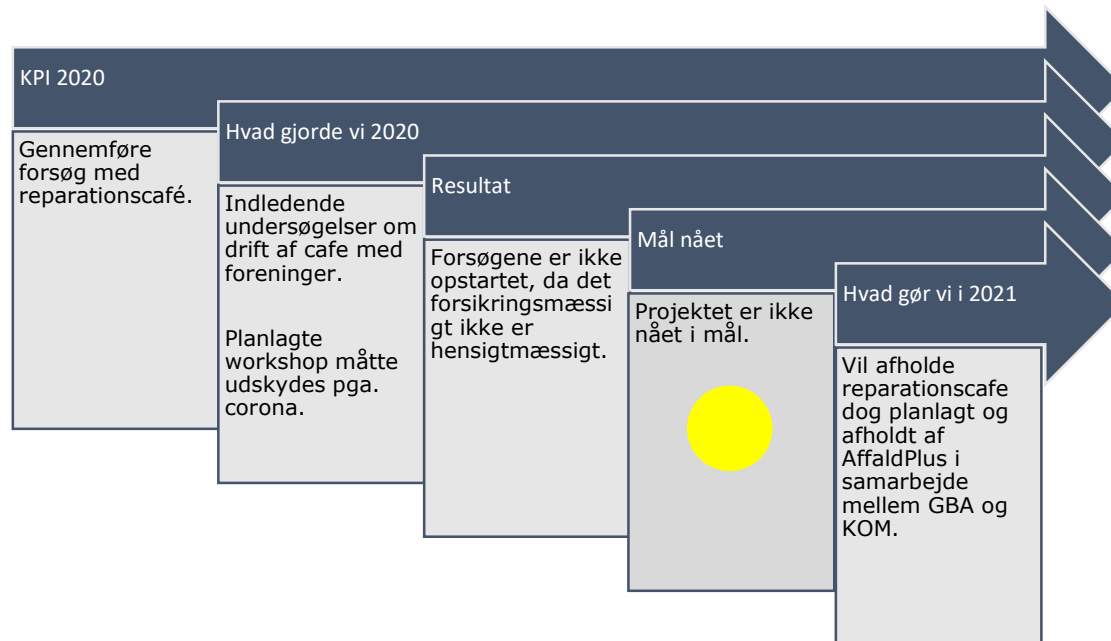 KPI 2020
Gennemføre
forsøg med
reparationscafé.
Hvad gjorde vi 2020
Indledende
undersøgelser om
drift af cafe med
foreninger.
Planlagte
workshop måtte
udskydes pga.
corona.
Resultat
Forsøgene er ikke
opstartet, da det
forsikringsmæssi
gt ikke er
hensigtmæssigt.
Mål nået
Projektet er ikke
nået i mål.
Hvad gør vi i 2021
Vil afholde
reparationscafe
dog planlagt og
afholdt af
AffaldPlus i
samarbejde
mellem GBA og
KOM.